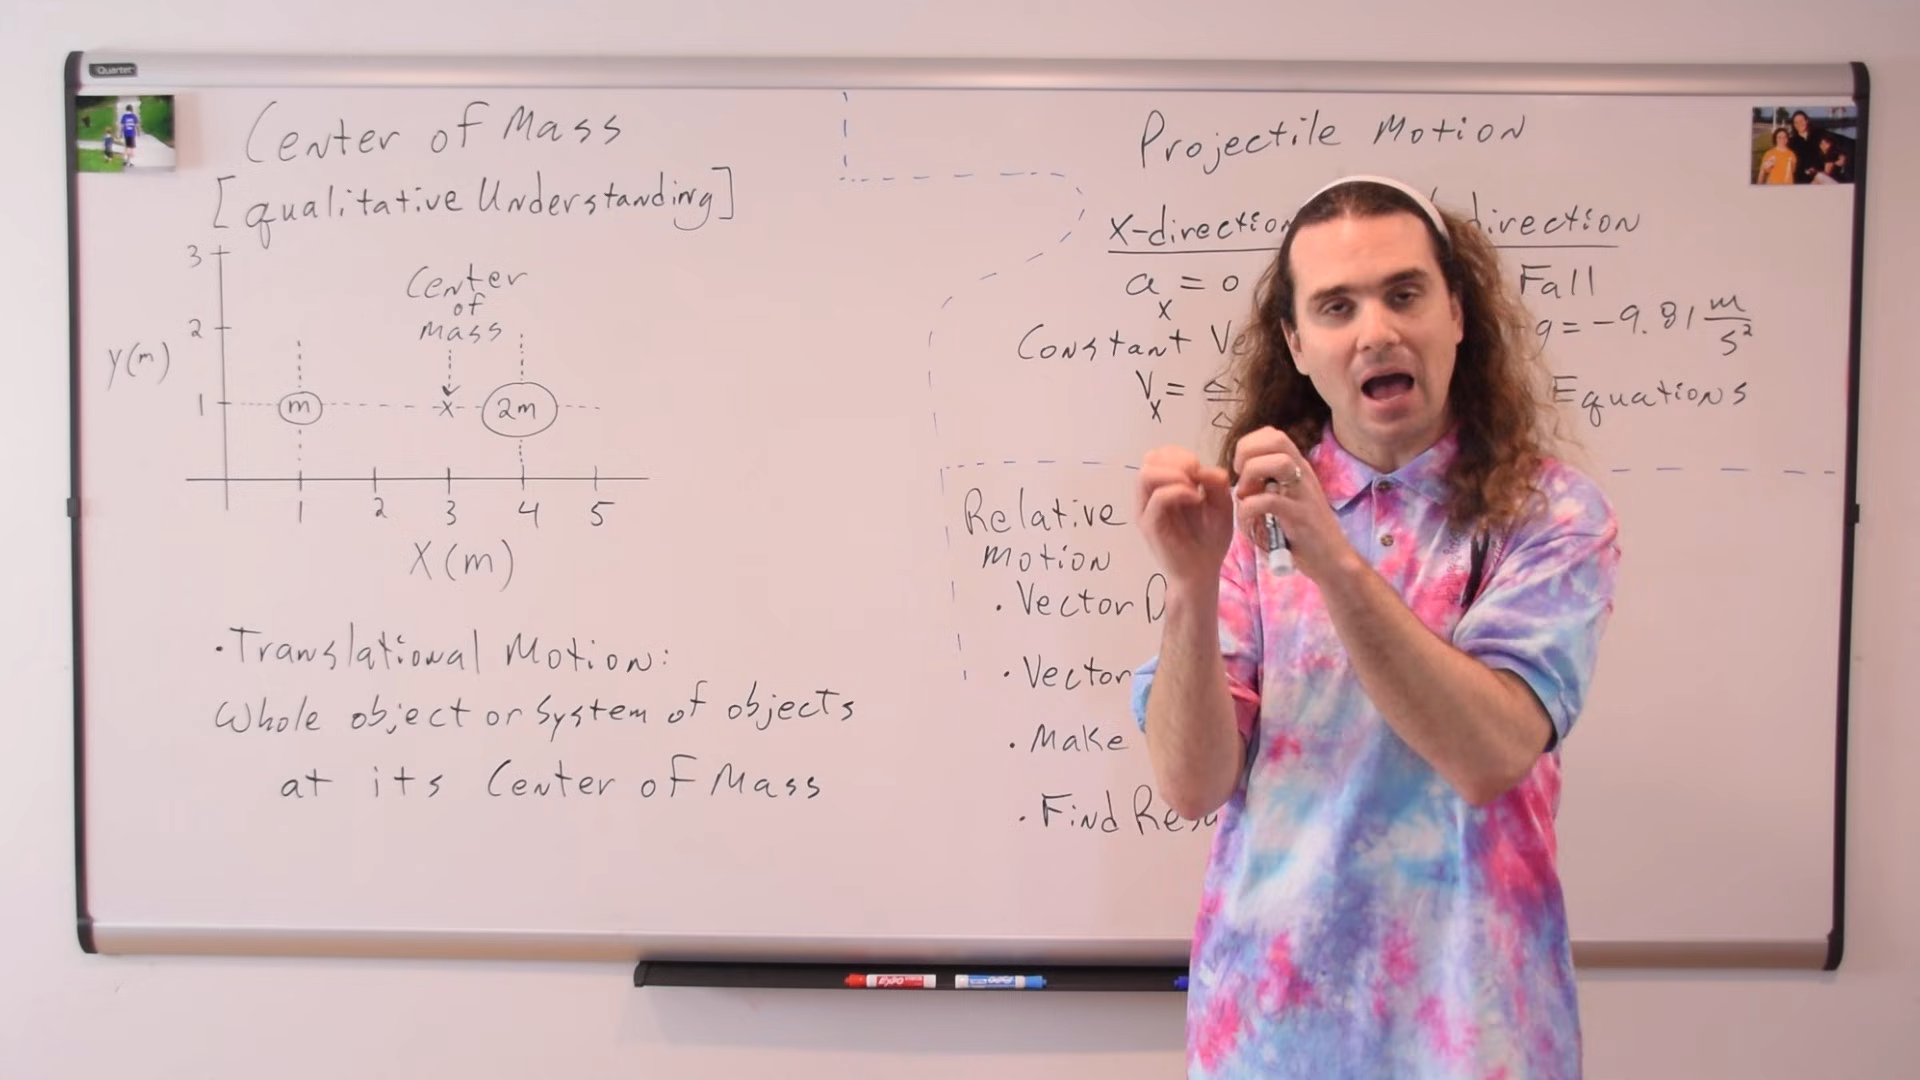 Quartet
Center of Mass
[qualitative Understanding]
3
Center
of
Mass
2
y(m)
1
m
x
2m
1 2 3 4 5
X(m)
• Translational Motion:
Whole object or System of objects
at its Center of Mass
Projectile Motion
x-direction direction
a x = 0 Fall
g = -9.81 m/s²
Constant
V x = Equations
Relative
Motion
• Vector
• Vector
• Make
• Find
EXPO
EXPO